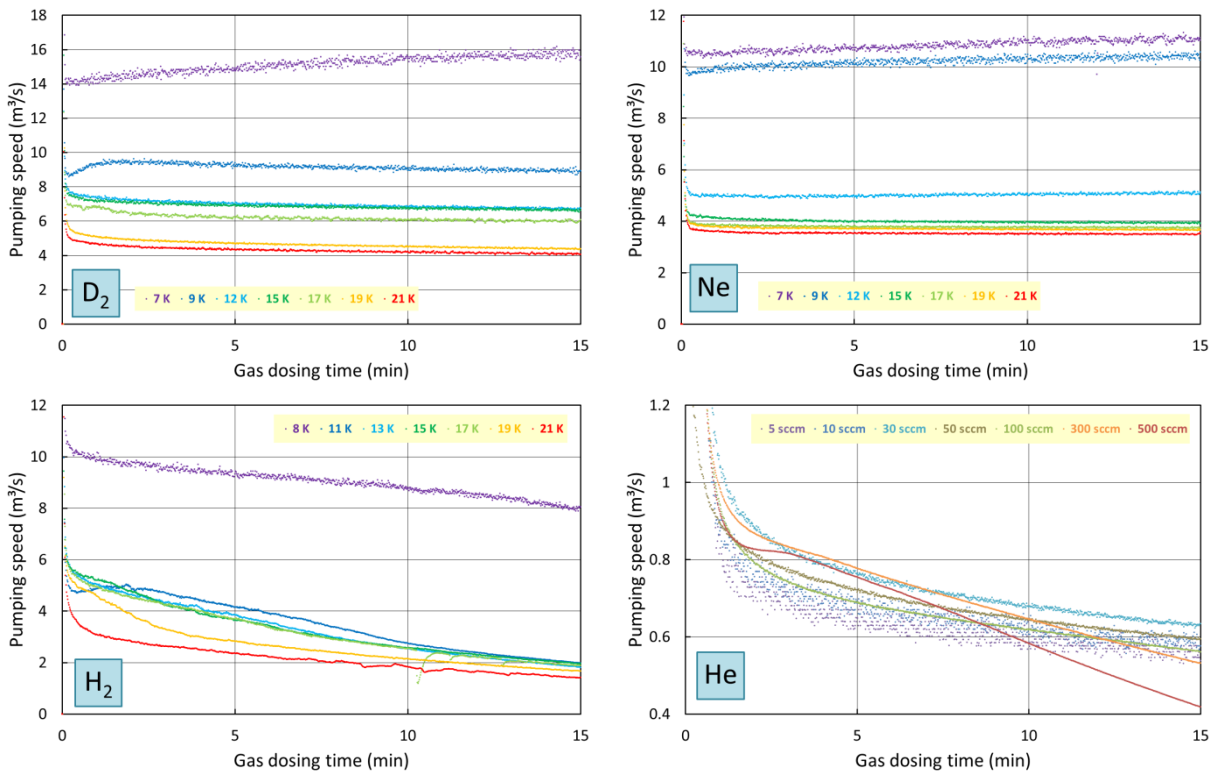 Pumping speed (m³/s)
18
16
14
12
10
8
6
4
2
0
D₂
· 7 K · 9 K · 12 K · 15 K · 17 K · 19 K · 21 K
0 5 10 15
Gas dosing time (min)
Pumping speed (m³/s)
12
10
8
6
4
2
0
Ne
· 7 K · 9 K · 12 K · 15 K · 17 K · 19 K · 21 K
0 5 10 15
Gas dosing time (min)
Pumping speed (m³/s)
12
10
8
6
4
2
0
· 8 K · 11 K · 13 K · 15 K · 17 K · 19 K · 21 K
H₂
0 5 10 15
Gas dosing time (min)
Pumping speed (m³/s)
1.2
1
0.8
0.6
0.4
· 5 sccm · 10 sccm · 30 sccm · 50 sccm · 100 sccm · 300 sccm · 500 sccm
He
0 5 10 15
Gas dosing time (min)